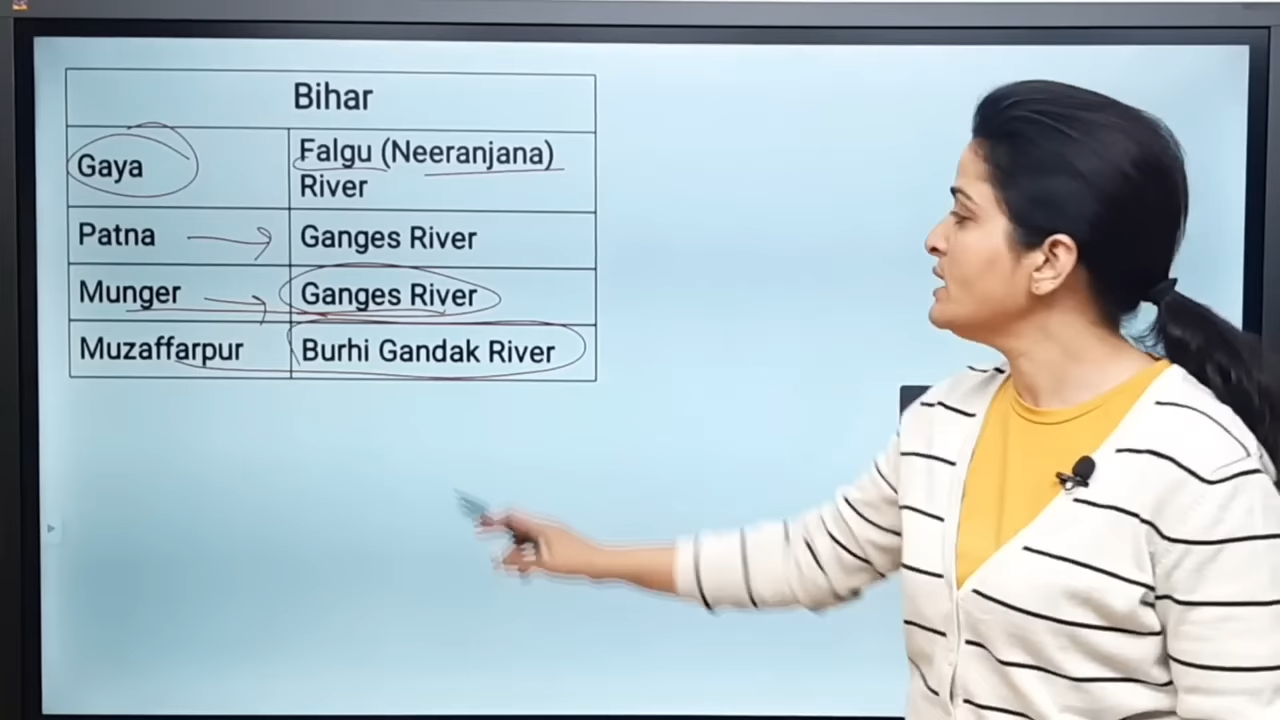 Bihar
Gaya
Falgu (Neeranjana)
River
Patna
Ganges River
Munger
Ganges River
Muzaffarpur
Burhi Gandak River